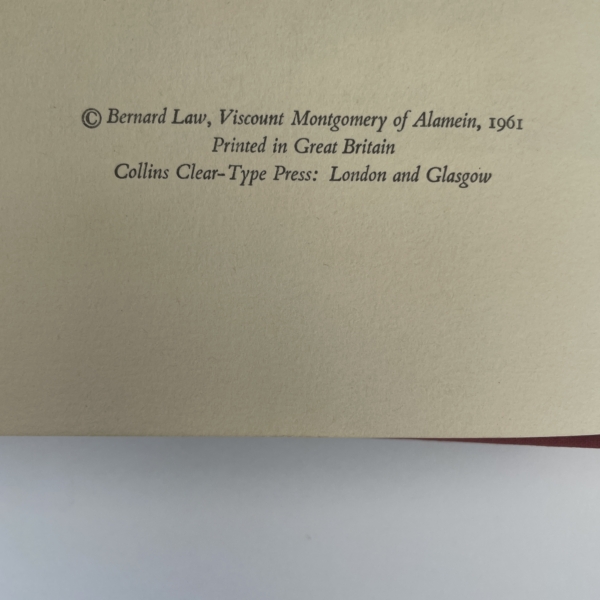 © Bernard Law, Viscount Montgomery of Alamein, 1961
Printed in Great Britain
Collins Clear-Type Press: London and Glasgow